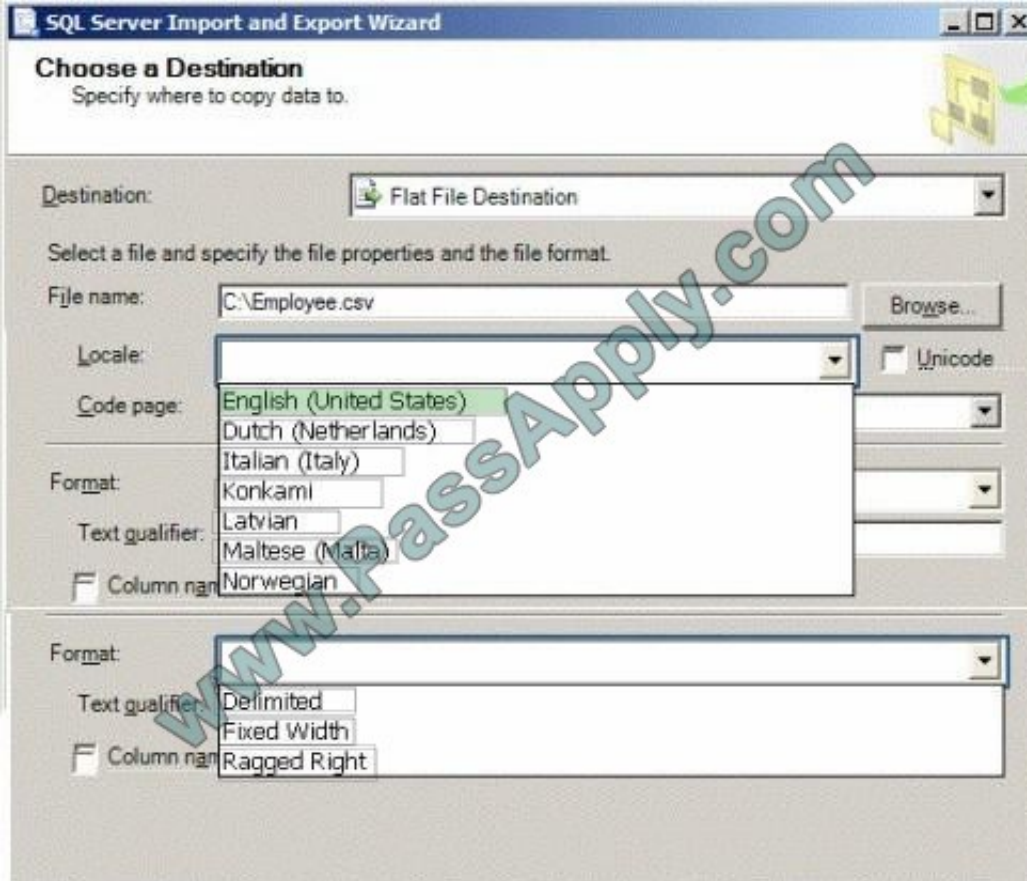 SQL Server Import and Export Wizard
Choose a Destination
Specify where to copy data to.
Destination:
Flat File Destination
Select a file and specify the file properties and the file format.
File name:
C:\Employee.csv
Browse...
Locale:
Unicode
Code page:
English (United States)
Dutch (Netherlands)
Italian (Italy)
Konkami
Latvian
Maltese (Malta)
Norwegian
Format:
Text qualifier:
Column nam
Format:
Text qualifier:
Delimited
Fixed Width
Ragged Right
Column nam
www.PassApply.com